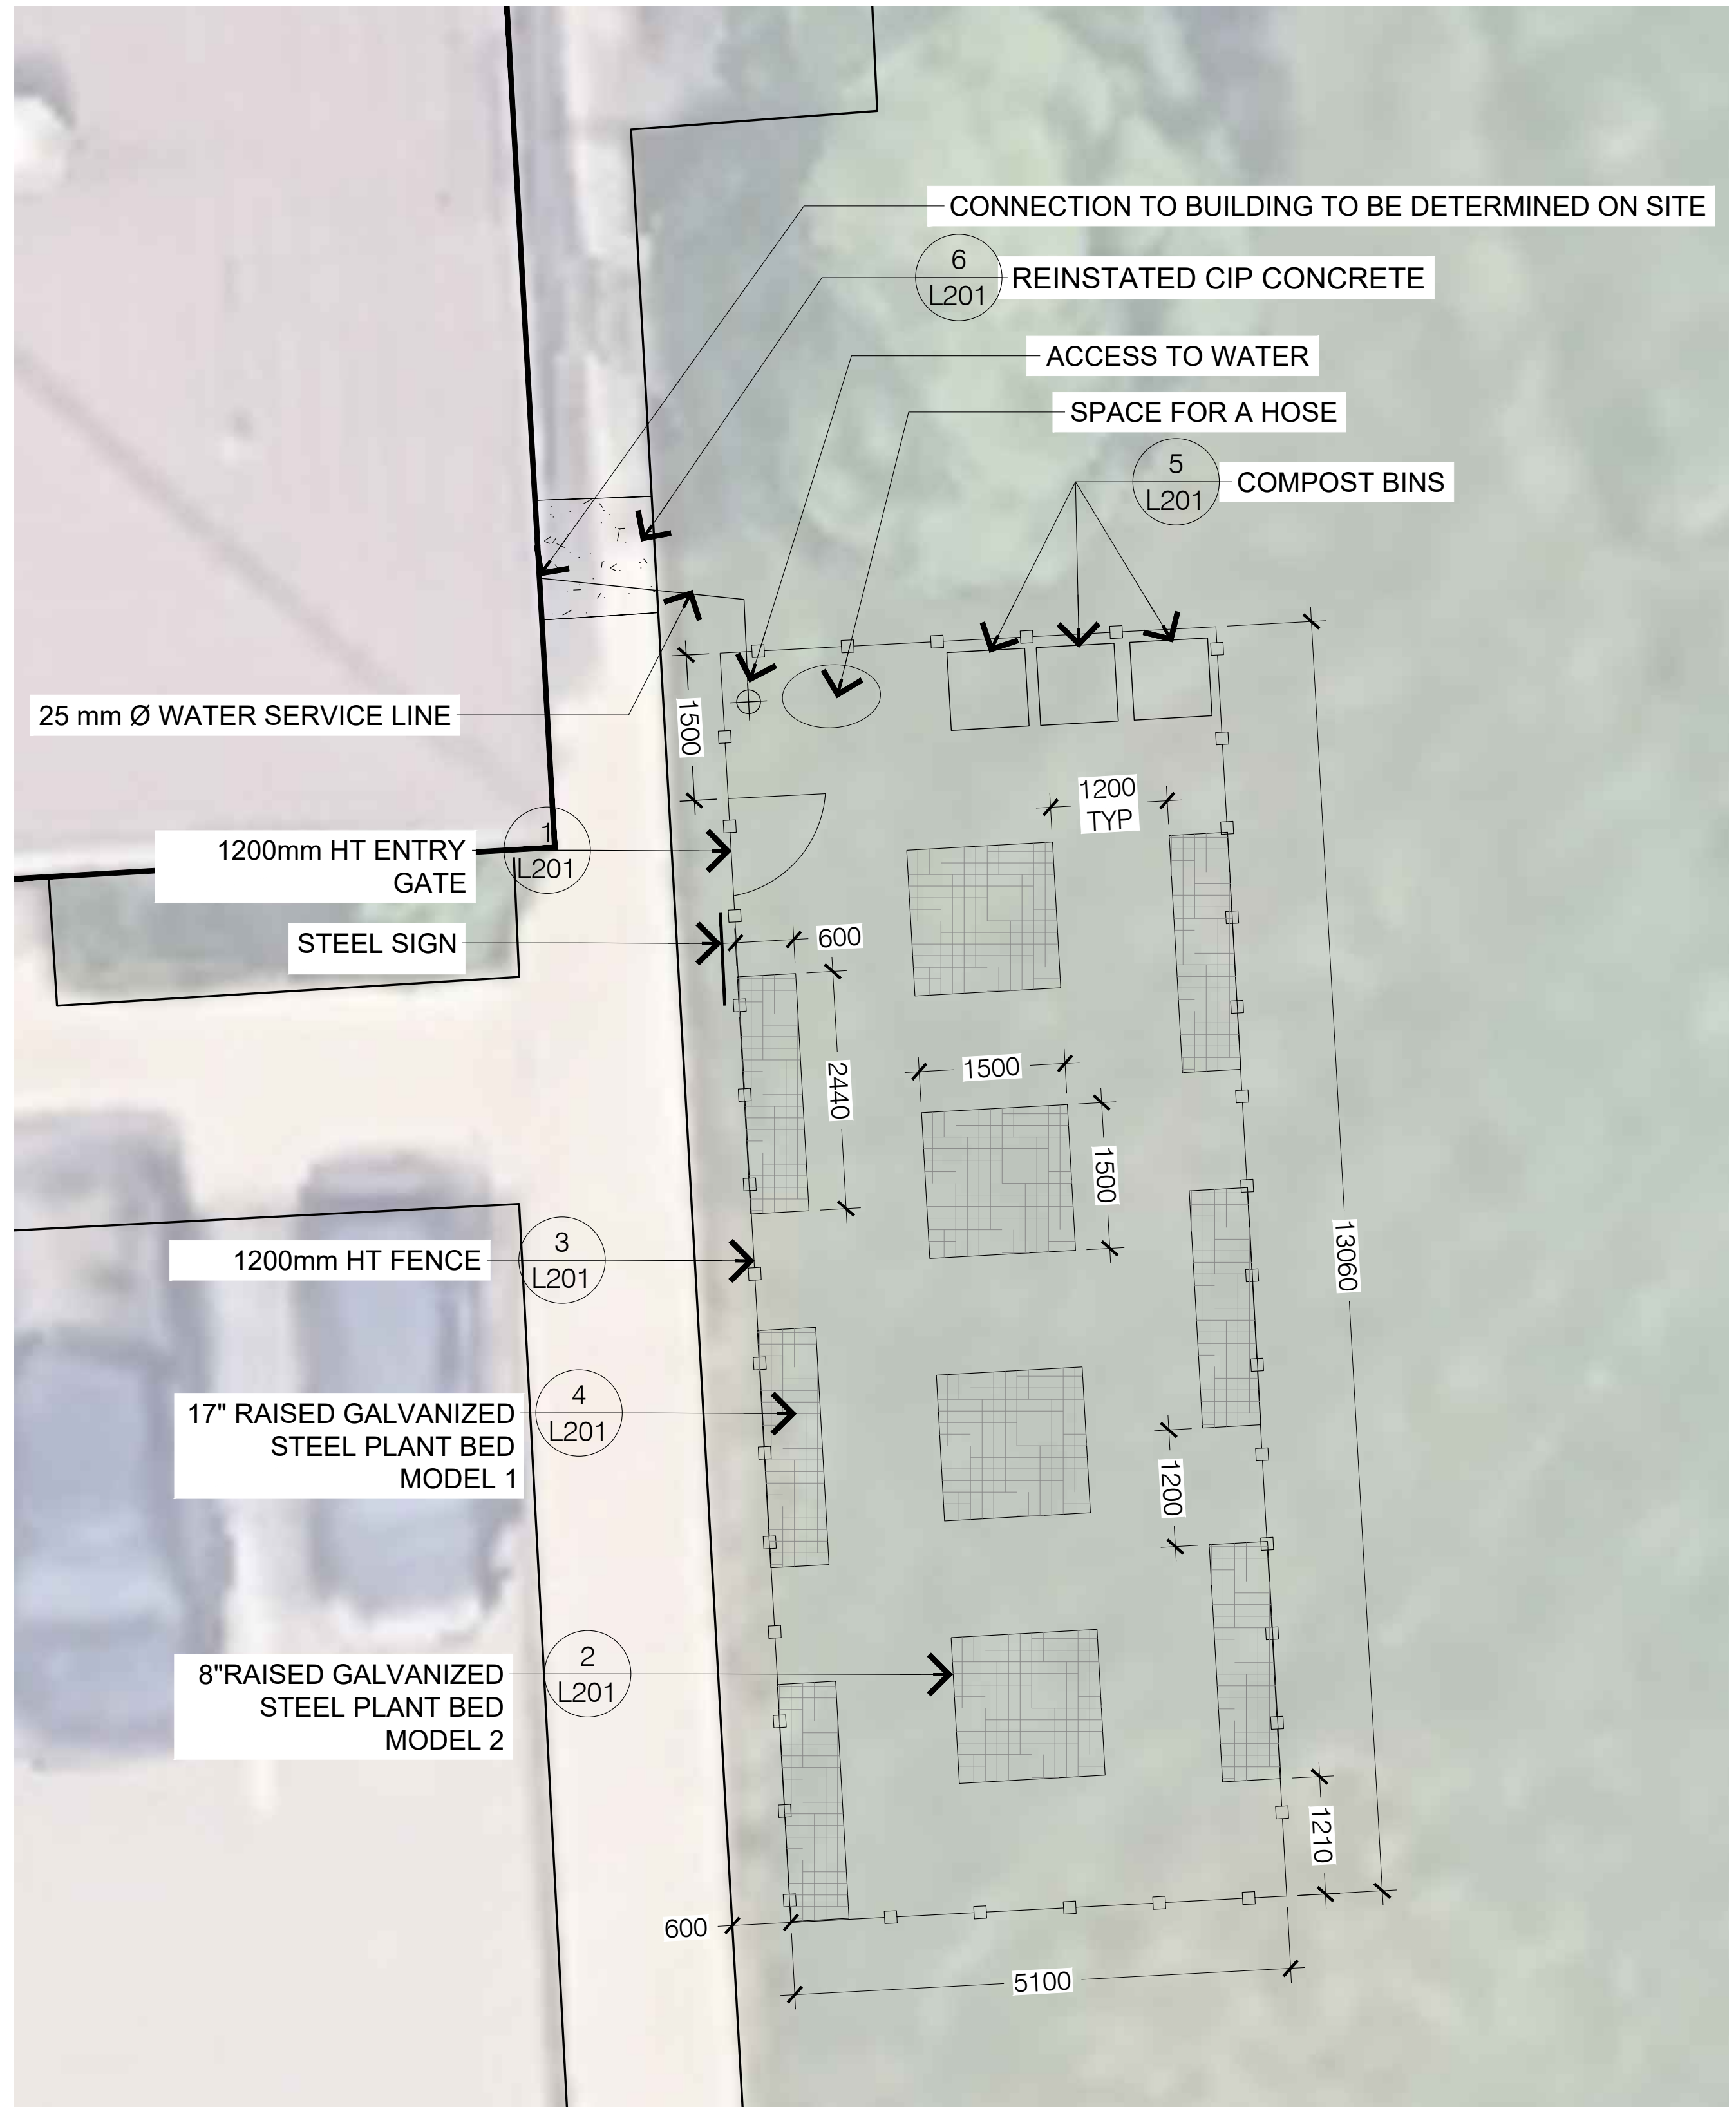 CONNECTION TO BUILDING TO BE DETERMINED ON SITE
6
L201
REINSTATED CIP CONCRETE
ACCESS TO WATER
SPACE FOR A HOSE
5
L201
COMPOST BINS
25 mm Ø WATER SERVICE LINE
1500
1200
TYP
1200mm HT ENTRY
GATE
1
L201
STEEL SIGN
600
2440
1500
1500
13060
1200mm HT FENCE
3
L201
17" RAISED GALVANIZED
STEEL PLANT BED
MODEL 1
4
L201
1200
8"RAISED GALVANIZED
STEEL PLANT BED
MODEL 2
2
L201
1210
600
5100